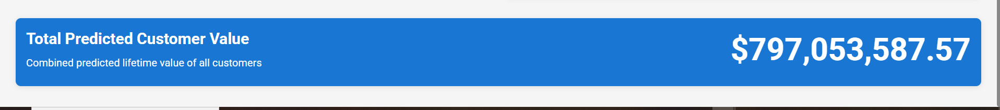 Total Predicted Customer Value
$797,053,587.57
Combined predicted lifetime value of all customers